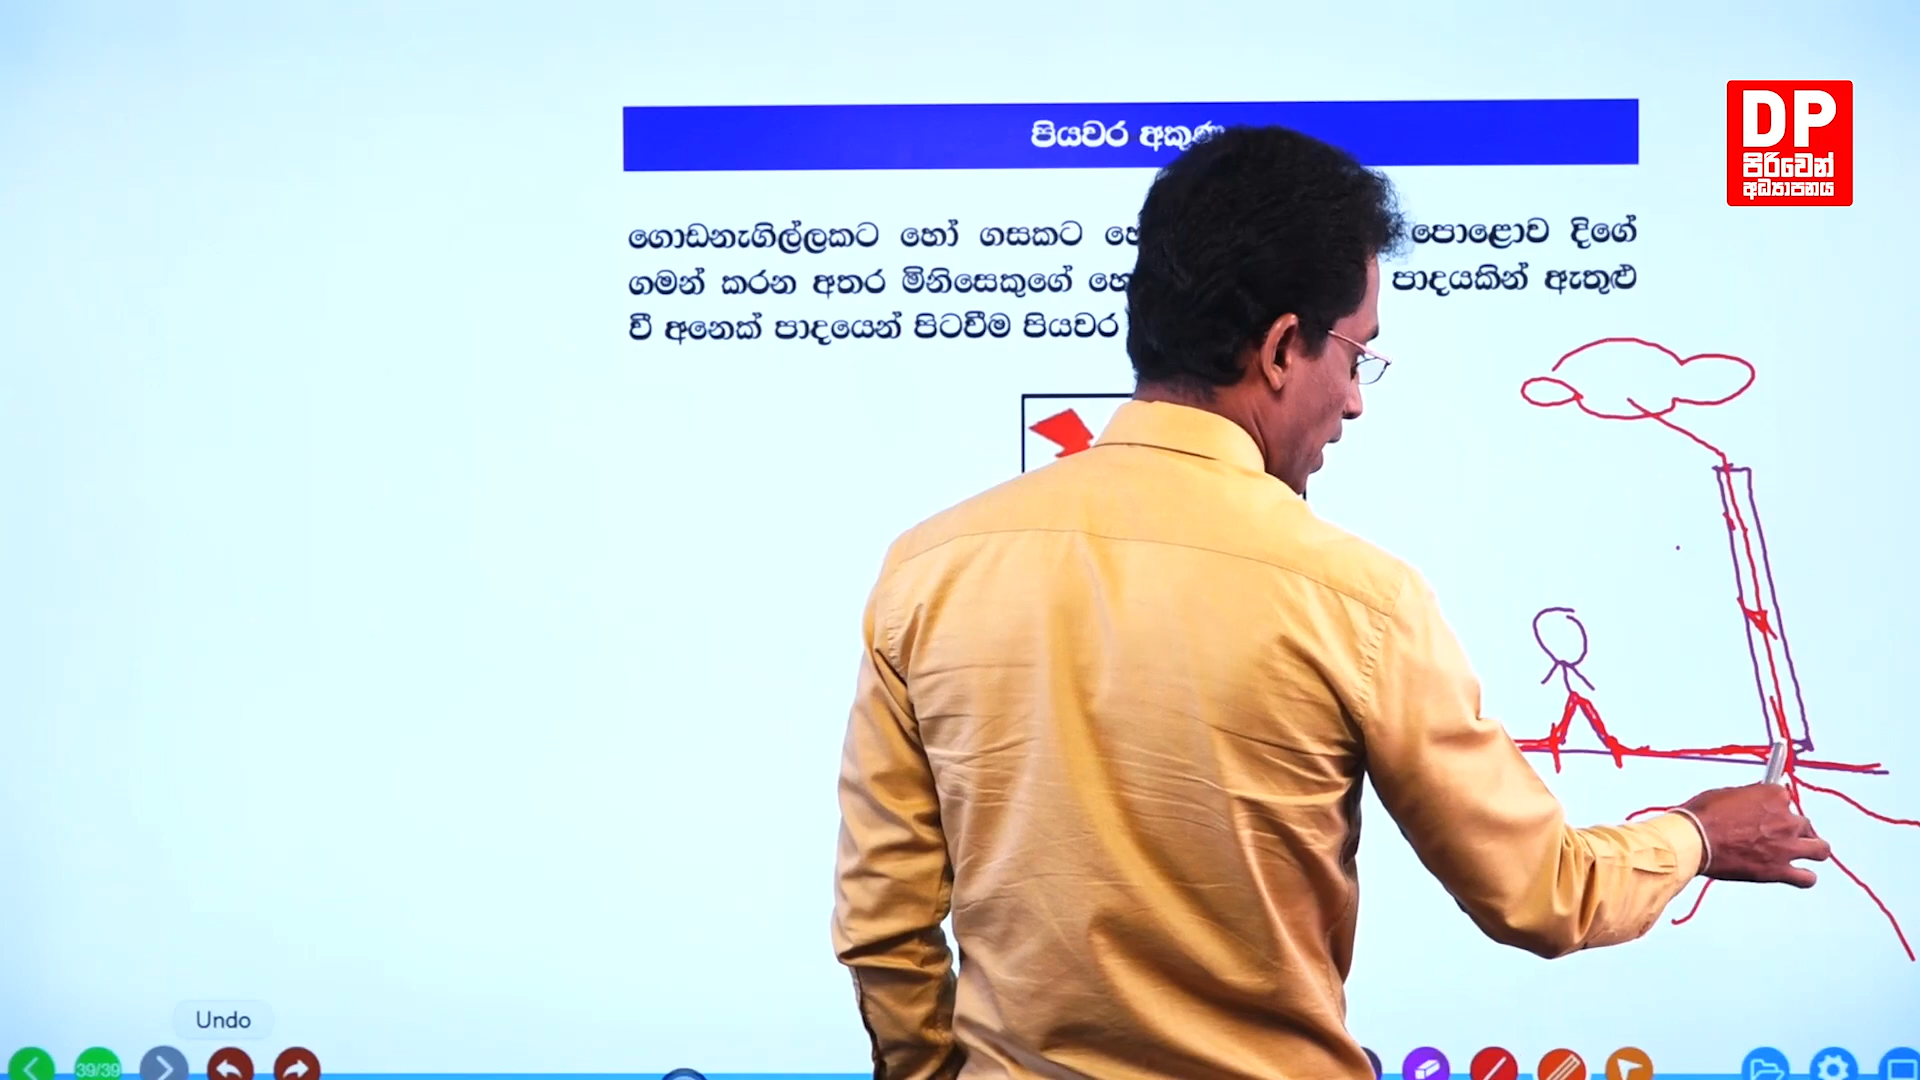 පියවර අකුණ
DP
පිරිවෙන්
අධ්‍යාපනය
ගොඩනැගිල්ලකට හෝ ගසකට පොළොව දිගේ
ගමන් කරන අතර මිනිසෙකුගේ පාදයකින් ඇතුළු
වී අනෙක් පාදයෙන් පිටවීම පියවර
Undo
39/39